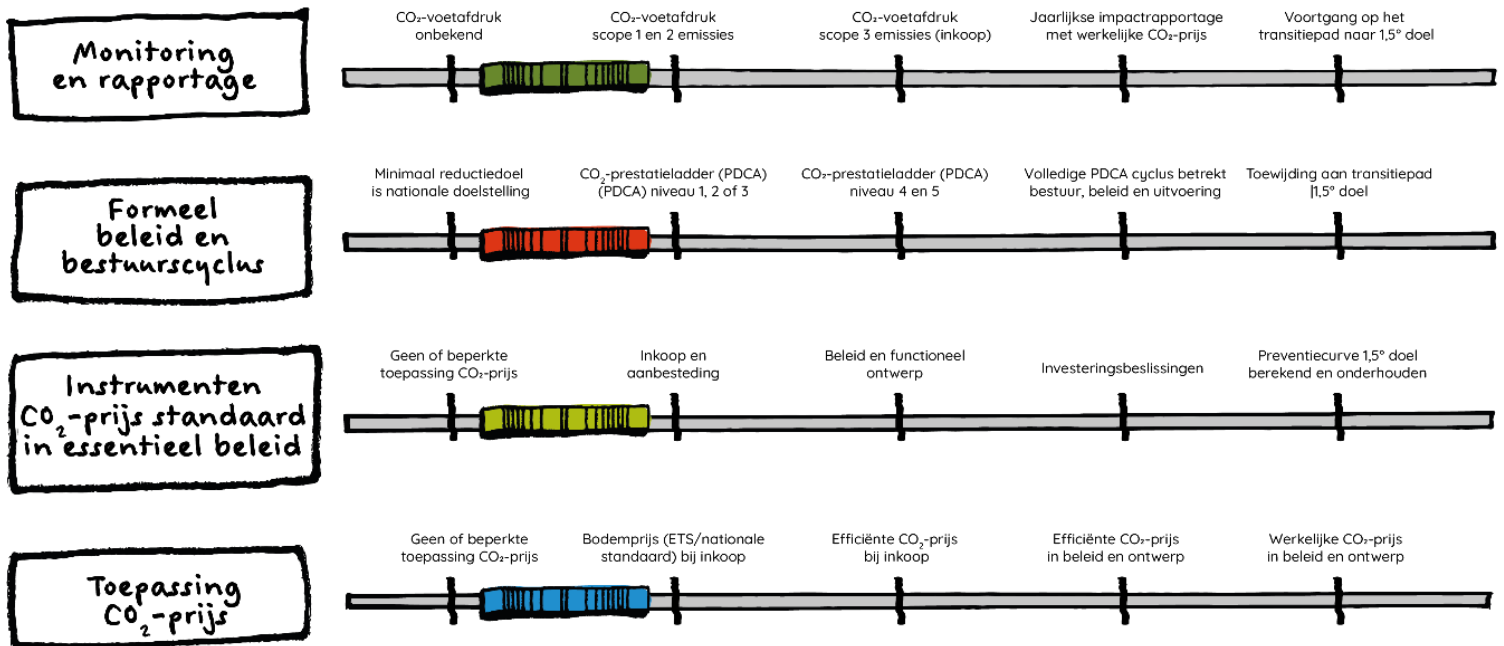 Monitoring
en rapportage
CO₂-voetafdruk
onbekend
CO₂-voetafdruk
scope 1 en 2 emissies
CO₂-voetafdruk
scope 3 emissies (inkoop)
Jaarlijkse impactrapportage
met werkelijke CO₂-prijs
Voortgang op het
transitiepad naar 1,5° doel
Formeel
beleid en
bestuurscyclus
Minimaal reductiedoel
is nationale doelstelling
CO₂-prestatieladder (PDCA)
(PDCA) niveau 1, 2 of 3
CO₂-prestatieladder (PDCA)
niveau 4 en 5
Volledige PDCA cyclus betrekt
bestuur, beleid en uitvoering
Toewijding aan transitiepad
|1,5° doel
Instrumenten
CO₂-prijs standaard
in essentieel beleid
Geen of beperkte
toepassing CO₂-prijs
Inkoop en
aanbesteding
Beleid en functioneel
ontwerp
Investeringsbeslissingen
Preventiecurve 1,5° doel
berekend en onderhouden
Toepassing
CO₂-prijs
Geen of beperkte
toepassing CO₂-prijs
Bodemprijs (ETS/nationale
standaard) bij inkoop
Efficiënte CO₂-prijs
bij inkoop
Efficiënte CO₂-prijs
in beleid en ontwerp
Werkelijke CO₂-prijs
in beleid en ontwerp